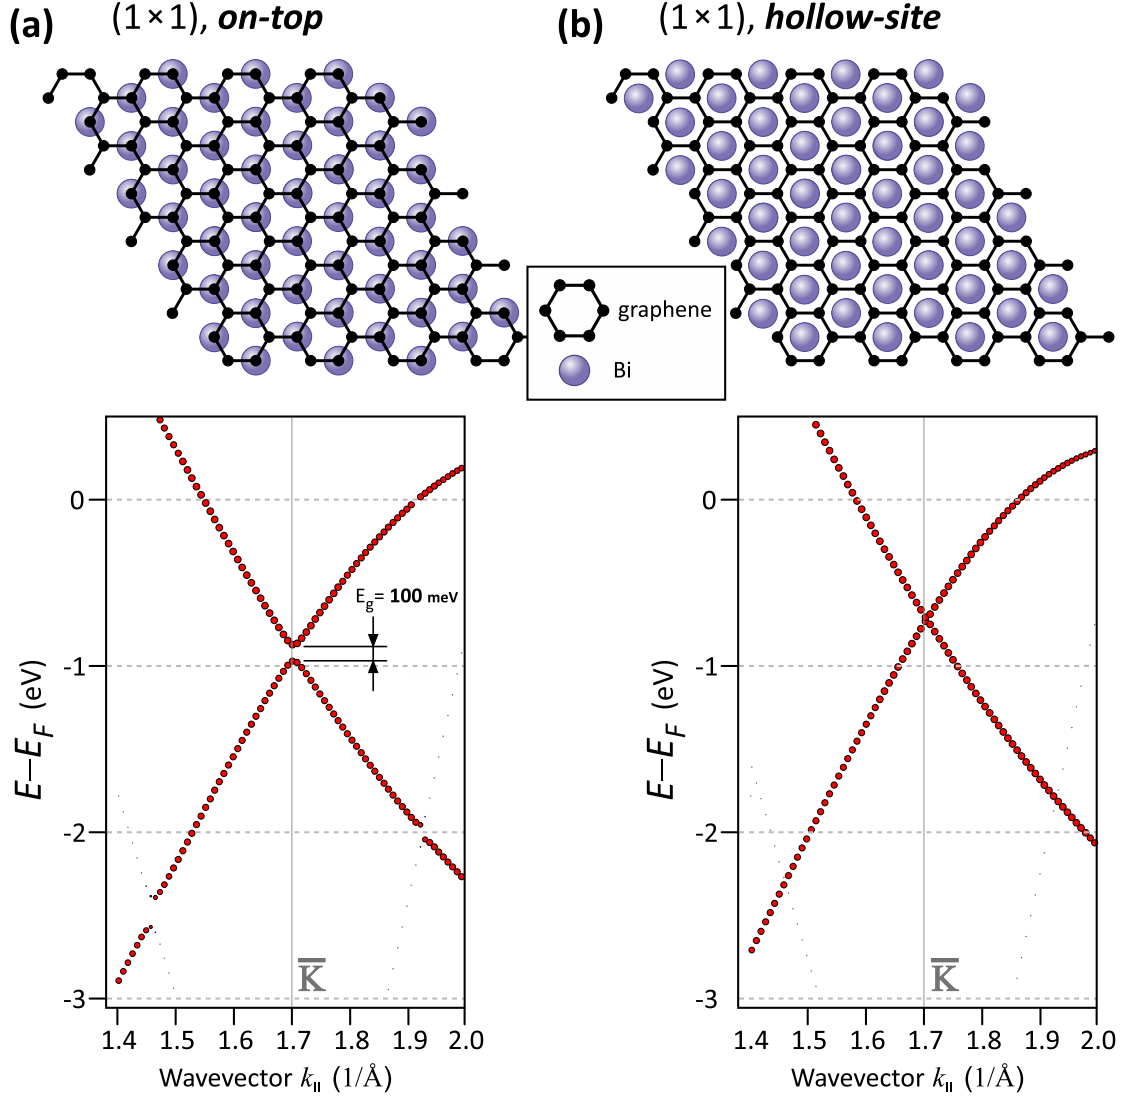 (a) (1×1), on-top
(b) (1×1), hollow-site
graphene
Bi
0
-1
-2
-3
E—E_F (eV)
E_g= 100 meV
K̅
1.4 1.5 1.6 1.7 1.8 1.9 2.0
Wavevector k_II (1/Å)
0
-1
-2
-3
E—E_F (eV)
K̅
1.4 1.5 1.6 1.7 1.8 1.9 2.0
Wavevector k_II (1/Å)